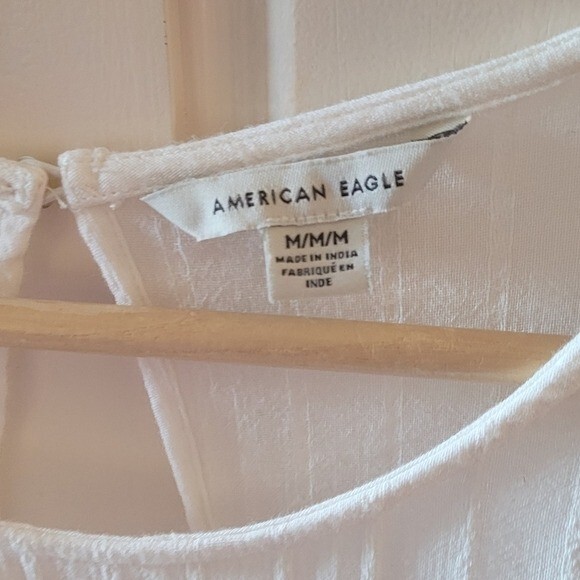 AMERICAN EAGLE
M/M/M
MADE IN INDIA
FABRIQUÉ EN
INDE